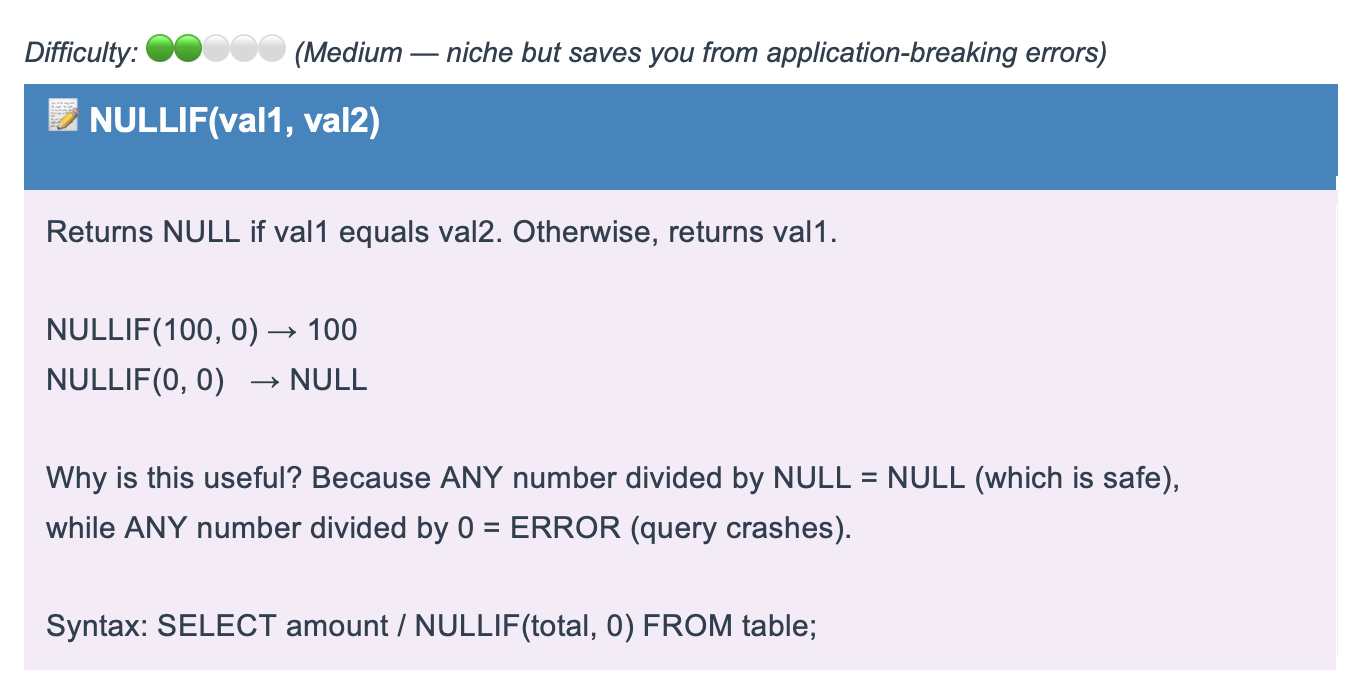 Difficulty: 🟢🟢⚪⚪⚪ (Medium — niche but saves you from application-breaking errors)
📝 NULLIF(val1, val2)
Returns NULL if val1 equals val2. Otherwise, returns val1.
NULLIF(100, 0) → 100
NULLIF(0, 0)   → NULL
Why is this useful? Because ANY number divided by NULL = NULL (which is safe),
while ANY number divided by 0 = ERROR (query crashes).
Syntax: SELECT amount / NULLIF(total, 0) FROM table;